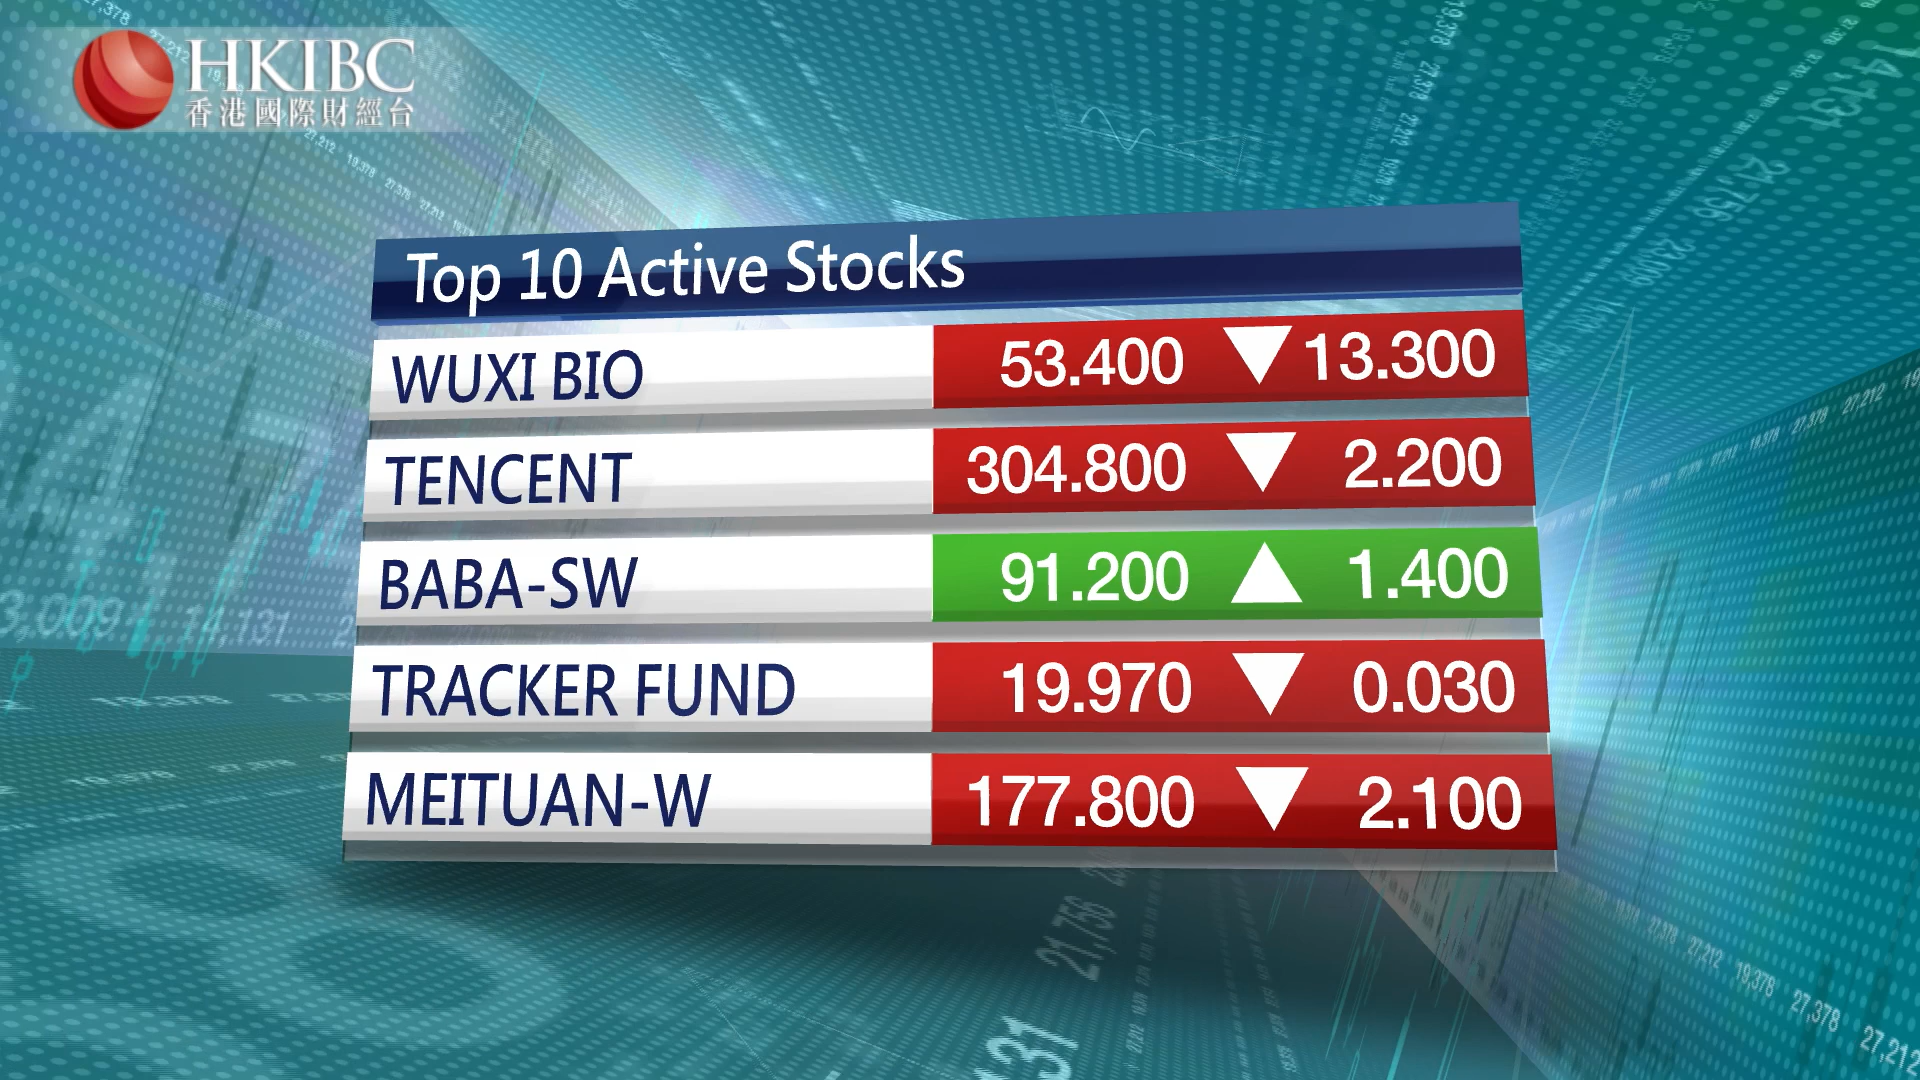 HKIBC
香港國際財經台
Top 10 Active Stocks
WUXI BIO 53.400 ▼ 13.300
TENCENT 304.800 ▼ 2.200
BABA-SW 91.200 ▲ 1.400
TRACKER FUND 19.970 ▼ 0.030
MEITUAN-W 177.800 ▼ 2.100